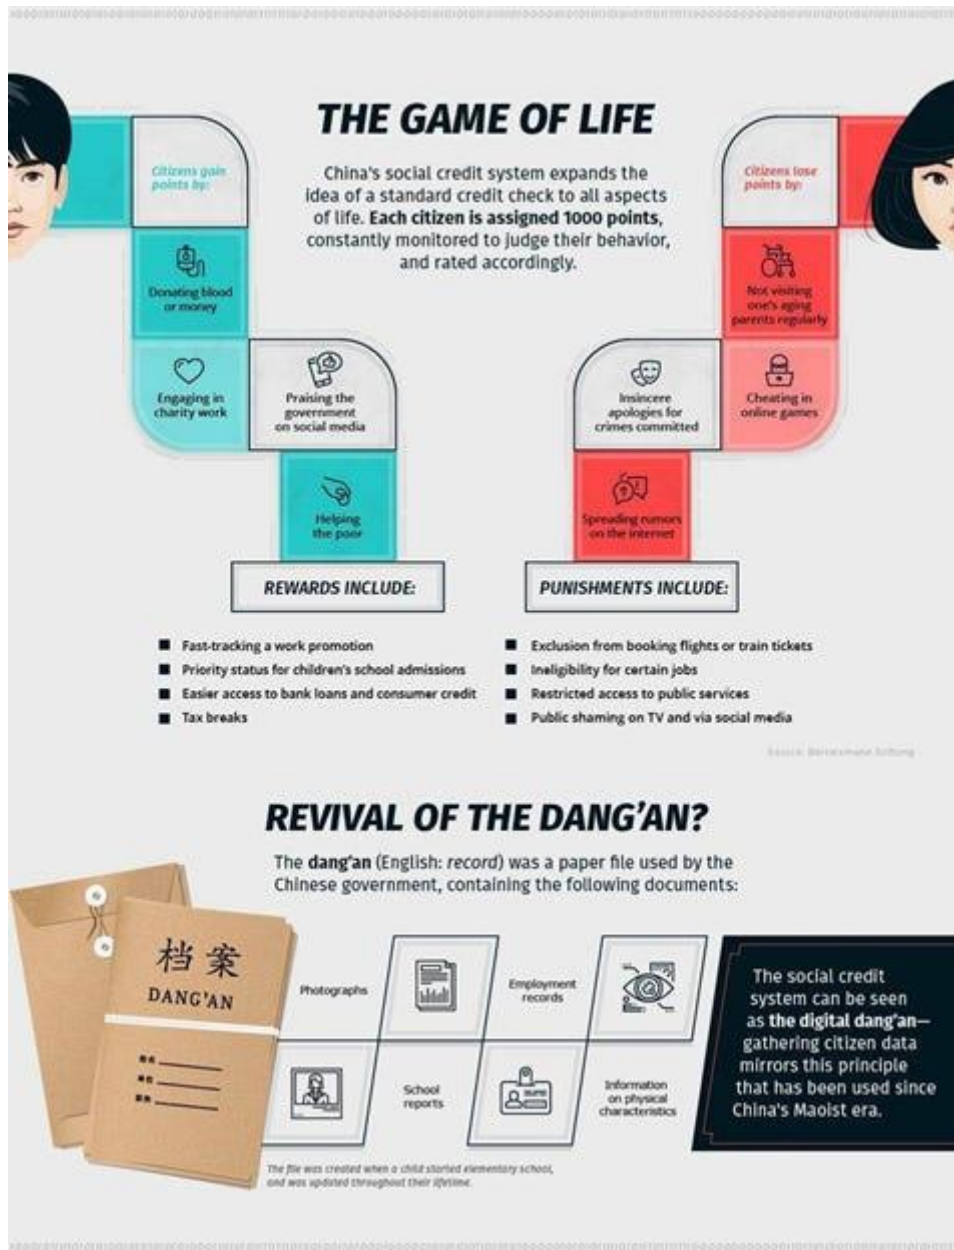 THE GAME OF LIFE
China's social credit system expands the
idea of a standard credit check to all aspects
of life. Each citizen is assigned 1000 points,
constantly monitored to judge their behavior,
and rated accordingly.
Citizens gain
points by:
Donating blood
or money
Engaging in
charity work
Praising the
government
on social media
Helping
the poor
Citizens lose
points by:
Not visiting
one's aging
parents regularly
Cheating in
online games
Insincere
apologies for
crimes committed
Spreading rumors
on the internet
REWARDS INCLUDE:
Fast-tracking a work promotion
Priority status for children's school admissions
Easier access to bank loans and consumer credit
Tax breaks
PUNISHMENTS INCLUDE:
Exclusion from booking flights or train tickets
Ineligibility for certain jobs
Restricted access to public services
Public shaming on TV and via social media
Source: Bertelsmann Stiftung
REVIVAL OF THE DANG'AN?
The dang'an (English: record) was a paper file used by the
Chinese government, containing the following documents:
档案
DANG'AN
Photographs
Employment
records
School
reports
Information
on physical
characteristics
The social credit
system can be seen
as the digital dang'an—
gathering citizen data
mirrors this principle
that has been used since
China's Maoist era.
The file was created when a child started elementary school,
and was updated throughout their lifetime.